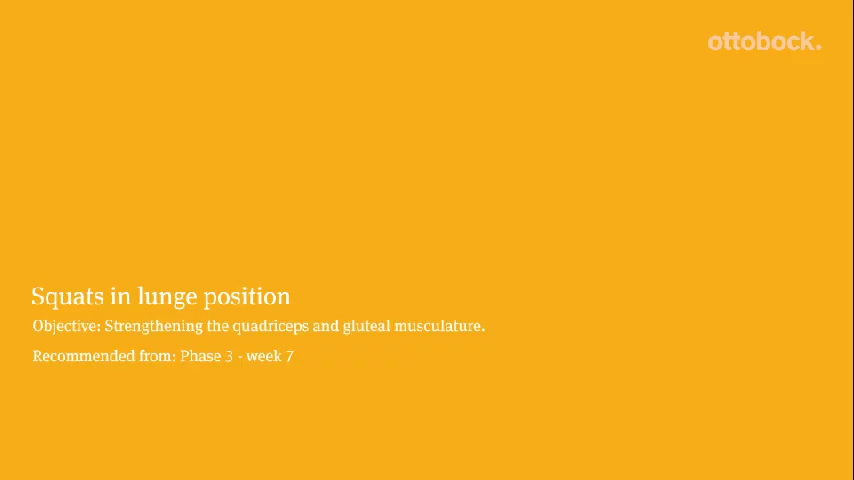 ottobock.
Squats in lunge position
Objective: Strengthening the quadriceps and gluteal musculature.
Recommended from: Phase 3 - week 7